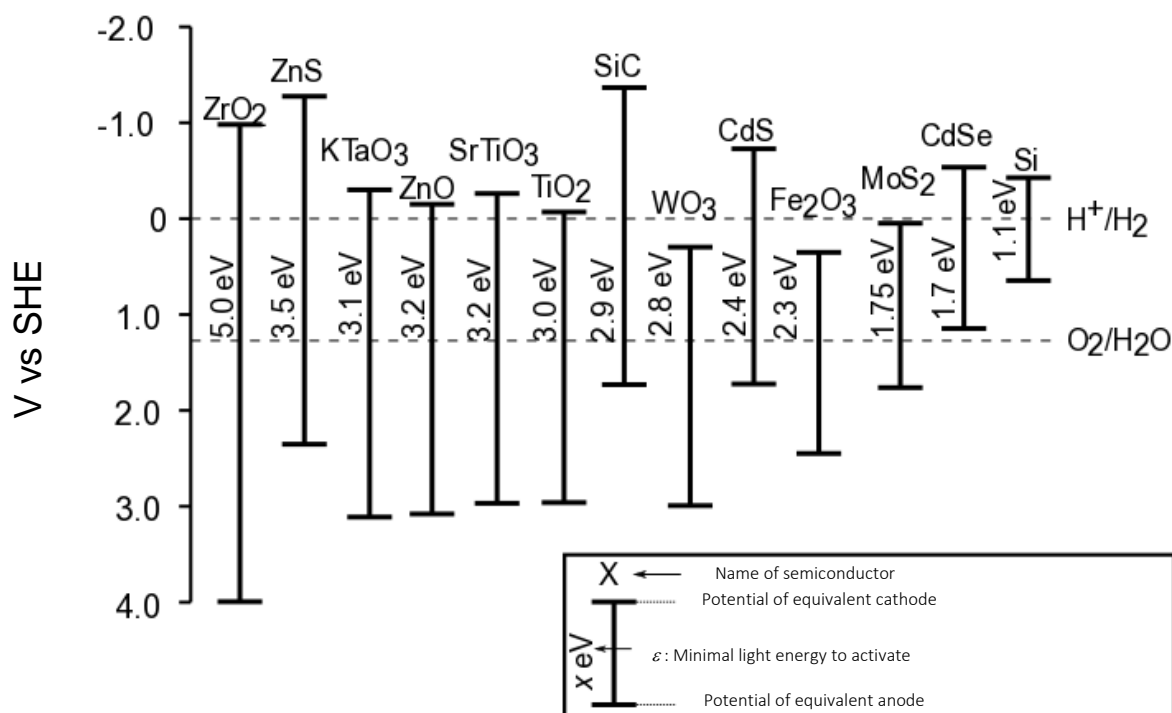 V vs SHE
-2.0
-1.0
0
1.0
2.0
3.0
4.0
ZrO2
5.0 eV
ZnS
3.5 eV
KTaO3
3.1 eV
ZnO
3.2 eV
SrTiO3
3.2 eV
TiO2
3.0 eV
SiC
2.9 eV
WO3
2.8 eV
CdS
2.4 eV
Fe2O3
2.3 eV
MoS2
1.75 eV
CdSe
1.7 eV
Si
1.1 eV
H+/H2
O2/H2O
X
Name of semiconductor
Potential of equivalent cathode
x eV
ε : Minimal light energy to activate
Potential of equivalent anode